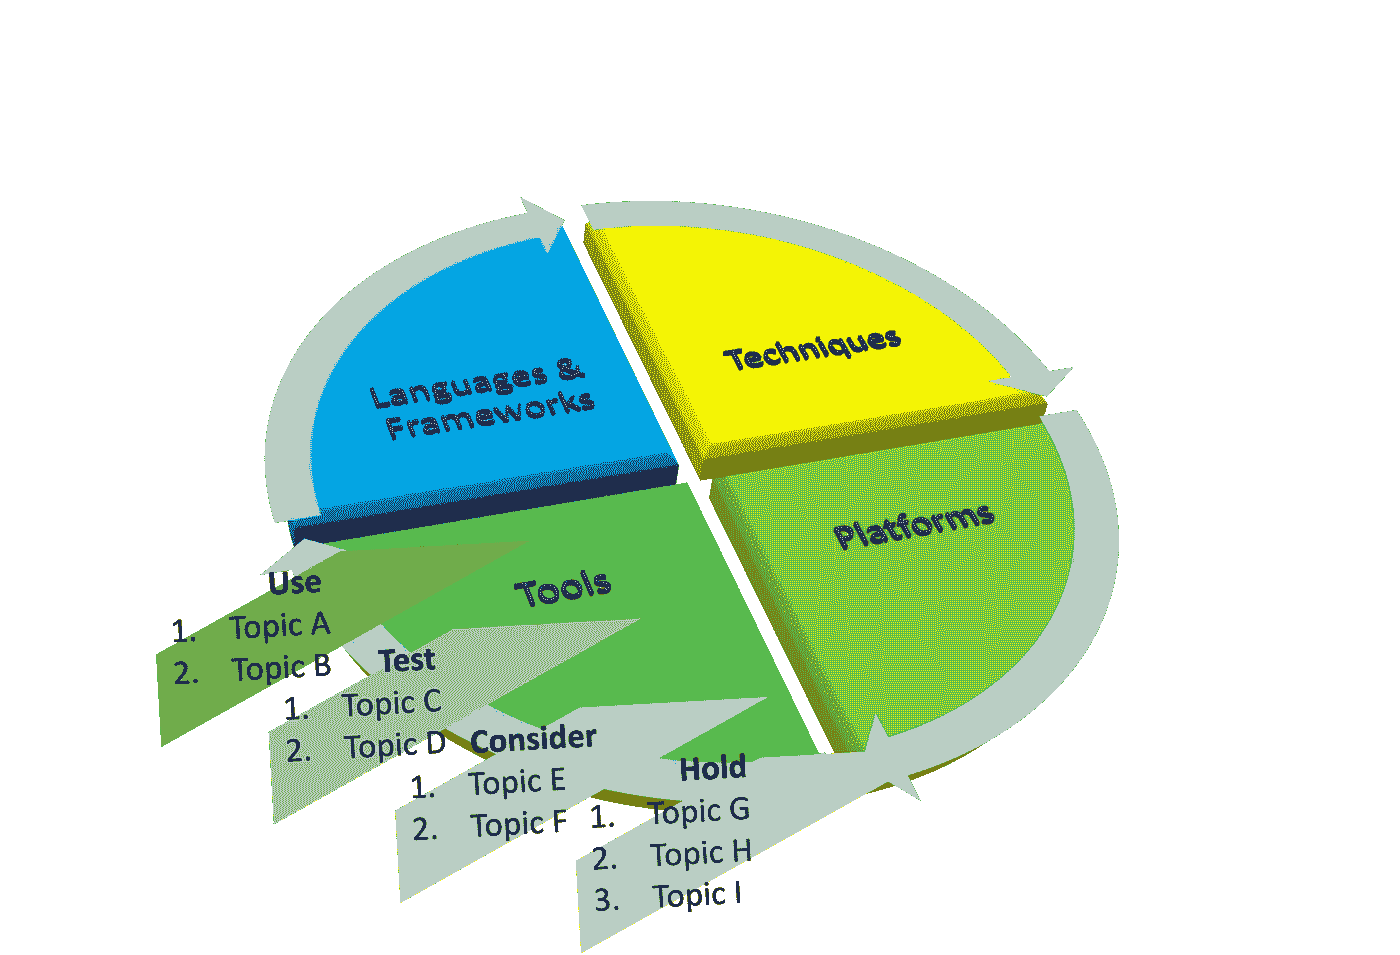 Techniques
Languages &
Frameworks
Platforms
Tools
Use
1. Topic A
2. Topic B
Test
1. Topic C
2. Topic D
Consider
1. Topic E
2. Topic F
Hold
1. Topic G
2. Topic H
3. Topic I